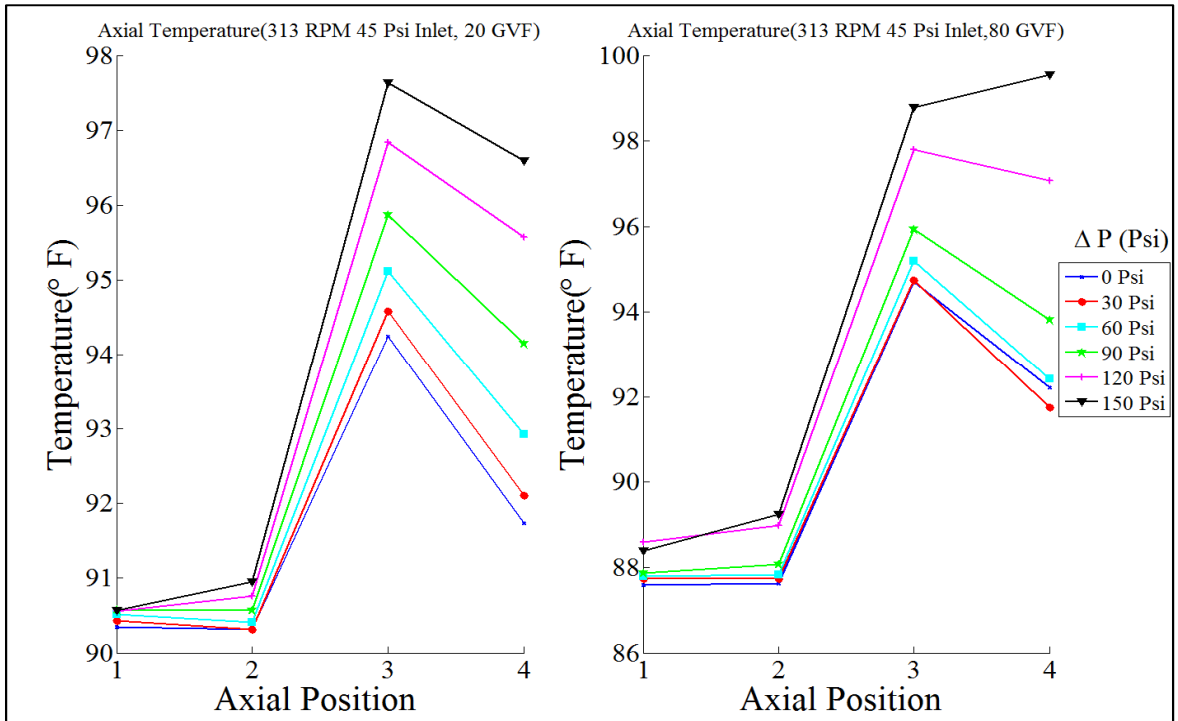 Axial Temperature(313 RPM 45 Psi Inlet, 20 GVF)
98
97
96
95
94
93
92
91
90
1 2 3 4
Temperature(° F)
Axial Position
Axial Temperature(313 RPM 45 Psi Inlet,80 GVF)
100
98
96
94
92
90
88
86
1 2 3 4
Temperature(° F)
Axial Position
Δ P (Psi)
0 Psi
30 Psi
60 Psi
90 Psi
120 Psi
150 Psi